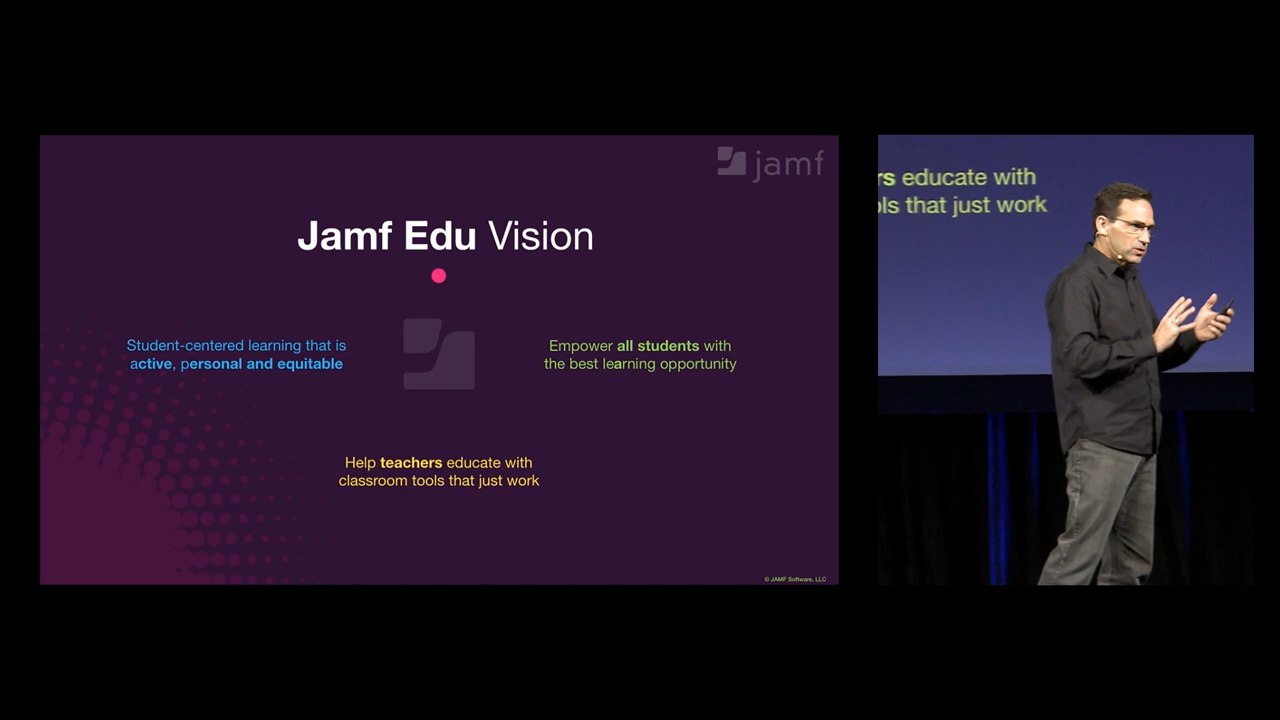 jamf
Jamf Edu Vision
Student-centered learning that is
active, personal and equitable
Empower all students with
the best learning opportunity
Help teachers educate with
classroom tools that just work
© JAMF Software, LLC
rs educate with
ols that just work